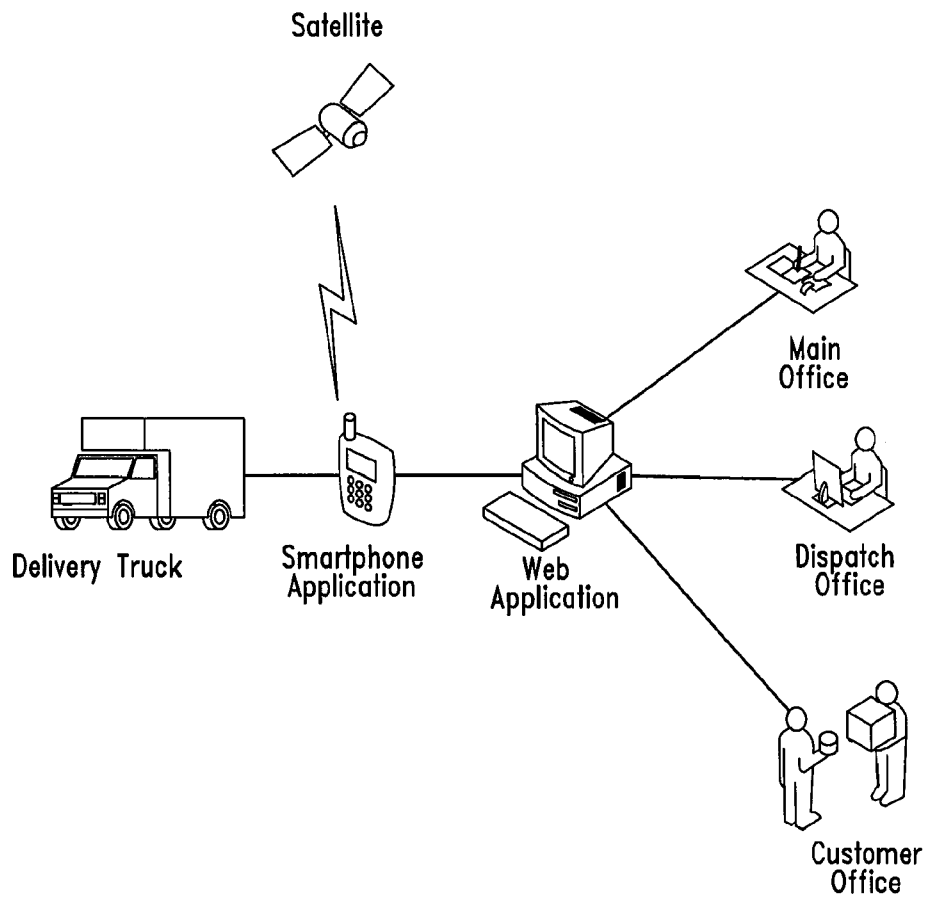 Satellite
Main
Office
Delivery Truck
Smartphone
Application
Web
Application
Dispatch
Office
Customer
Office